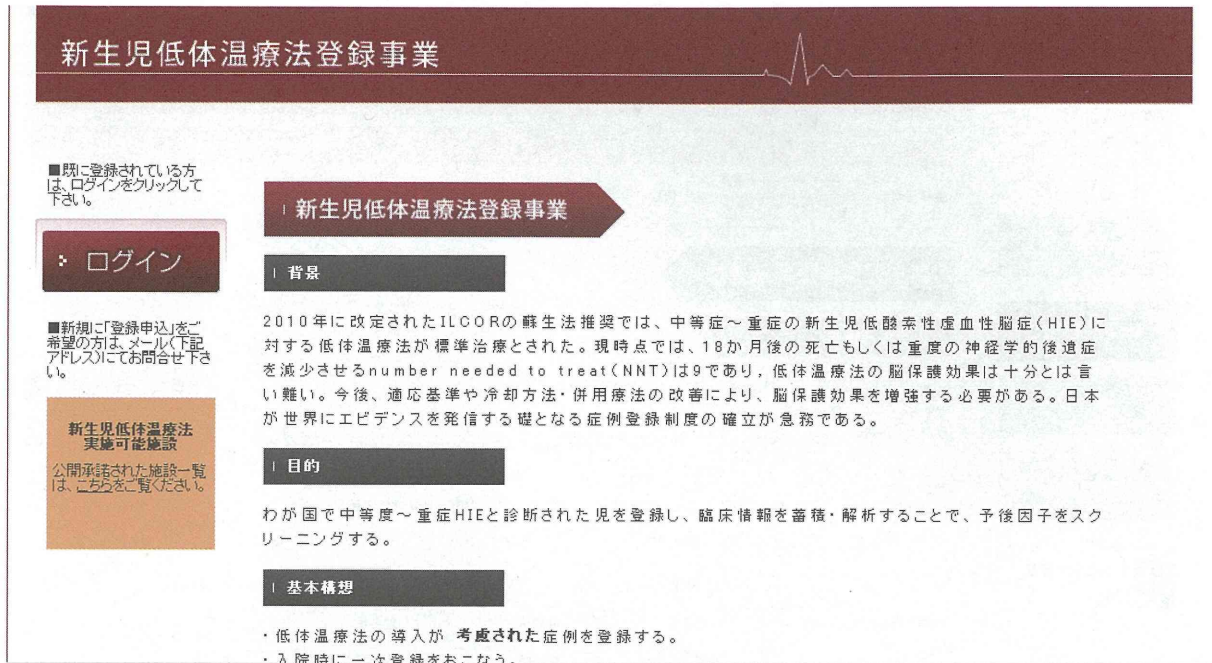 新生児低体温療法登録事業
■既に登録されている方
は、ログインをクリックして
下さい。
ログイン
■新規に「登録申込」をご
希望の方は、メール(下記
アドレス)にてお問合せ下さ
い。
新生児低体温療法
実施可能施設
公開承諾された施設一覧
は、こちらをご覧ください。
新生児低体温療法登録事業
背景
2010年に改定されたILCORの蘇生法推奨では、中等症～重症の新生児低酸素性虚血性脳症(HIE)に
対する低体温療法が標準治療とされた。現時点では、18か月後の死亡もしくは重度の神経学的後遺症
を減少させるnumber needed to treat(NNT)は9であり，低体温療法の脳保護効果は十分とは言
い難い。今後、適応基準や冷却方法・併用療法の改善により、脳保護効果を増強する必要がある。日本
が世界にエビデンスを発信する礎となる症例登録制度の確立が急務である。
目的
わが国で中等度～重症HIEと診断された児を登録し、臨床情報を蓄積・解析することで、予後因子をスク
リーニングする。
基本構想
・低体温療法の導入が 考慮された症例を登録する。
・入院時に一次登録をおこなう。